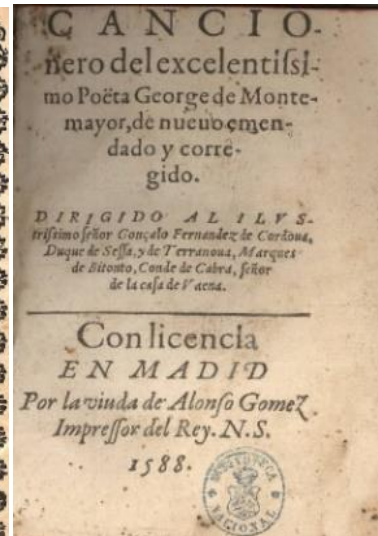 CANCIO-
nero del excelentiſsi-
mo Poëta George de Monte-
mayor, de nueuo emen-
dado y corre-
gido.
DIRIGIDO AL ILVS-
triſsimo ſeñor Gonçalo Fernandez de Cordoua,
Duque de Seſſa, y de Terranoua, Marques
de Bitonto, Conde de Cabra, ſeñor
de la caſa de Vaena.
Con licencia
EN MADID
Por la viuda de Alonſo Gomez
Impreſſor del Rey. N.S.
1588.
BIBLIOTECA
NACIONAL